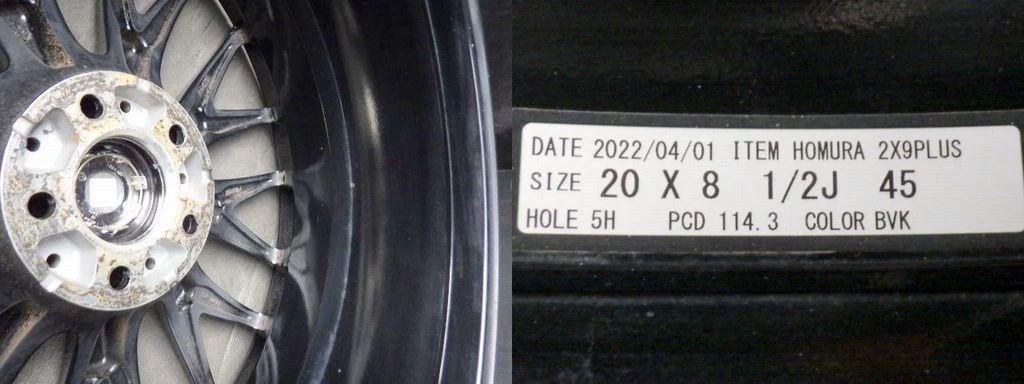 DATE 2022/04/01 ITEM HOMURA 2X9PLUS
SIZE 20 X 8 1/2J 45
HOLE 5H PCD 114.3 COLOR BVK